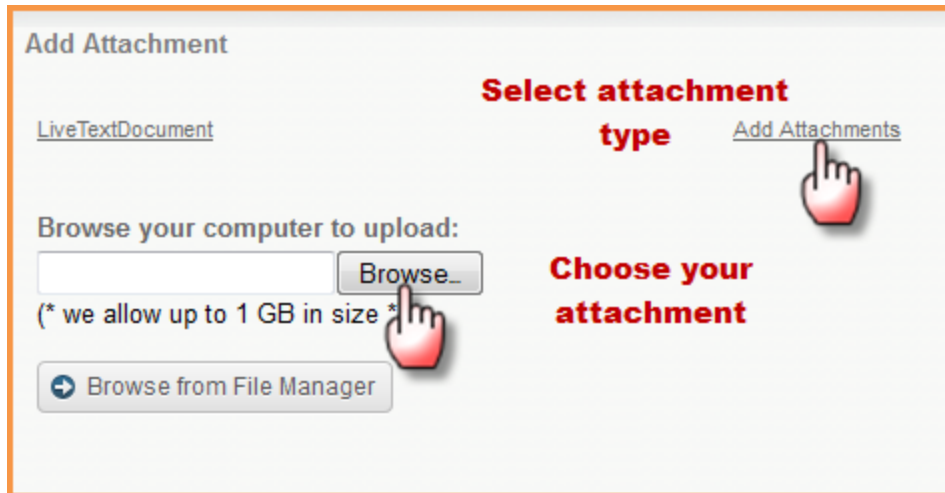 Add Attachment
Select attachment
type
LiveTextDocument
Add Attachments
Browse your computer to upload:
Browse...
Choose your
attachment
(* we allow up to 1 GB in size *
Browse from File Manager